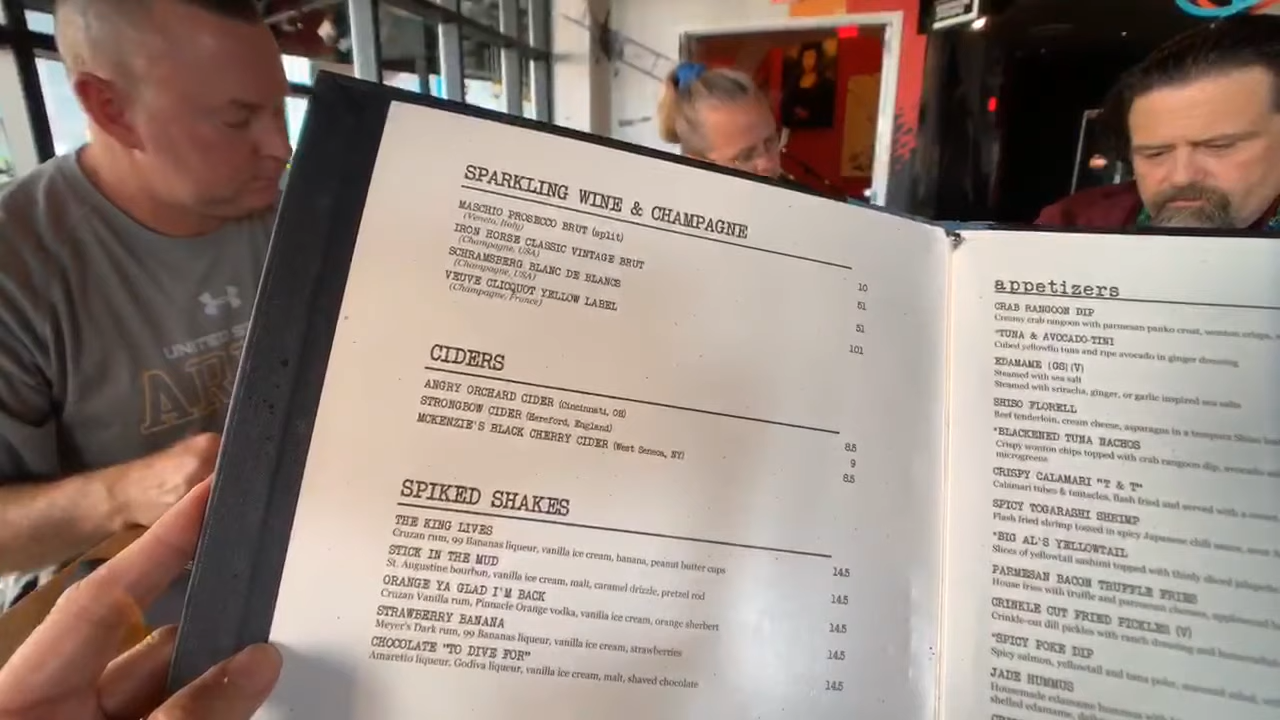 SPARKLING WINE & CHAMPAGNE
MASCHIO PROSECCO BRUT (split) 10
(Veneto, Italy)
IRON HORSE CLASSIC VINTAGE BRUT 51
(Champagne, USA)
SCHRAMSBERG BLANC DE BLANCS 51
(Champagne, USA)
VEUVE CLICQUOT YELLOW LABEL 101
(Champagne, France)
CIDERS
ANGRY ORCHARD CIDER (Cincinnati, OH) 8.5
STRONGBOW CIDER (Hereford, England) 9
MCKENZIE'S BLACK CHERRY CIDER (West Seneca, NY) 8.5
SPIKED SHAKES
THE KING LIVES 14.5
Cruzan rum, 99 Bananas liqueur, vanilla ice cream, banana, peanut butter cups
STICK IN THE MUD 14.5
St. Augustine bourbon, vanilla ice cream, malt, caramel drizzle, pretzel rod
ORANGE YA GLAD I'M BACK 14.5
Cruzan Vanilla rum, Pinnacle Orange vodka, vanilla ice cream, orange sherbert
STRAWBERRY BANANA 14.5
Meyer's Dark rum, 99 Bananas liqueur, vanilla ice cream, strawberries
CHOCOLATE "TO DIVE FOR" 14.5
Amaretto liqueur, Godiva liqueur, vanilla ice cream, malt, shaved chocolate
appetizers
CRAB RANGOON DIP
Creamy crab rangoon with parmesan panko crust, wonton crisps,
*TUNA & AVOCADO-TINI
Cubed yellowfin tuna and ripe avocado in ginger dressing
EDAMAME (GS)(V)
Steamed with sea salt
Steamed with sriracha, ginger, or garlic inspired sea salts
SHISO FLORELL
Beef tenderloin, cream cheese, asparagus in a tempura Shiso
*BLACKENED TUNA NACHOS
Crispy wonton chips topped with crab rangoon dip, avocado
microgreens
CRISPY CALAMARI "T & T"
Calamari tubes & tentacles, flash fried and served with a
SPICY TOGARASHI SHRIMP
Flash fried shrimp tossed in spicy Japanese chili sauce,
*BIG AL'S YELLOWTAIL
Slices of yellowtail sashimi topped with thinly sliced
PARMESAN BACON TRUFFLE FRIES
House fries with truffle and parmesan cheese, applewood
CRINKLE CUT FRIED PICKLES (V)
Crinkle-cut dill pickles with ranch dressing and
*SPICY POKE DIP
Spicy salmon, yellowtail and tuna poke, seaweed salad,
JADE HUMMUS
Homemade edamame hummus with
shelled edamame,
UNITED
AR